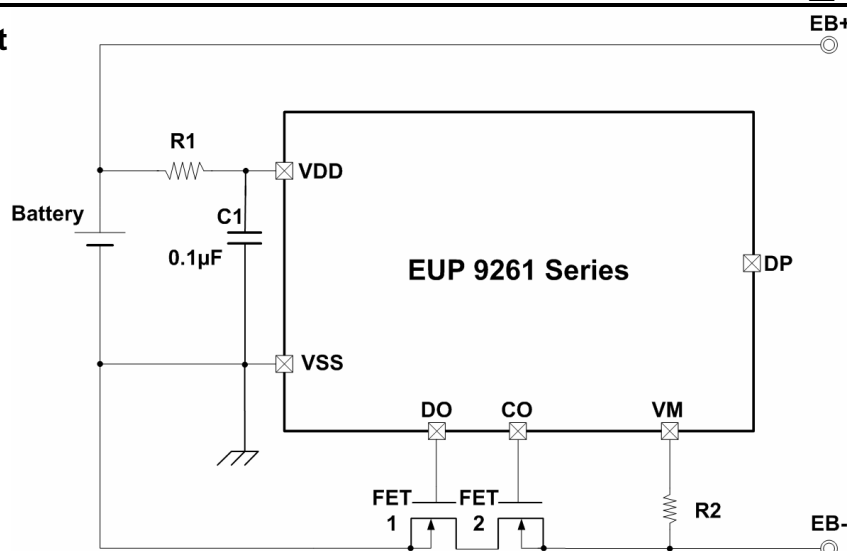 t
EB+
R1
VDD
Battery
C1
0.1µF
EUP 9261 Series
DP
VSS
DO CO VM
FET FET
1 2
R2
EB-